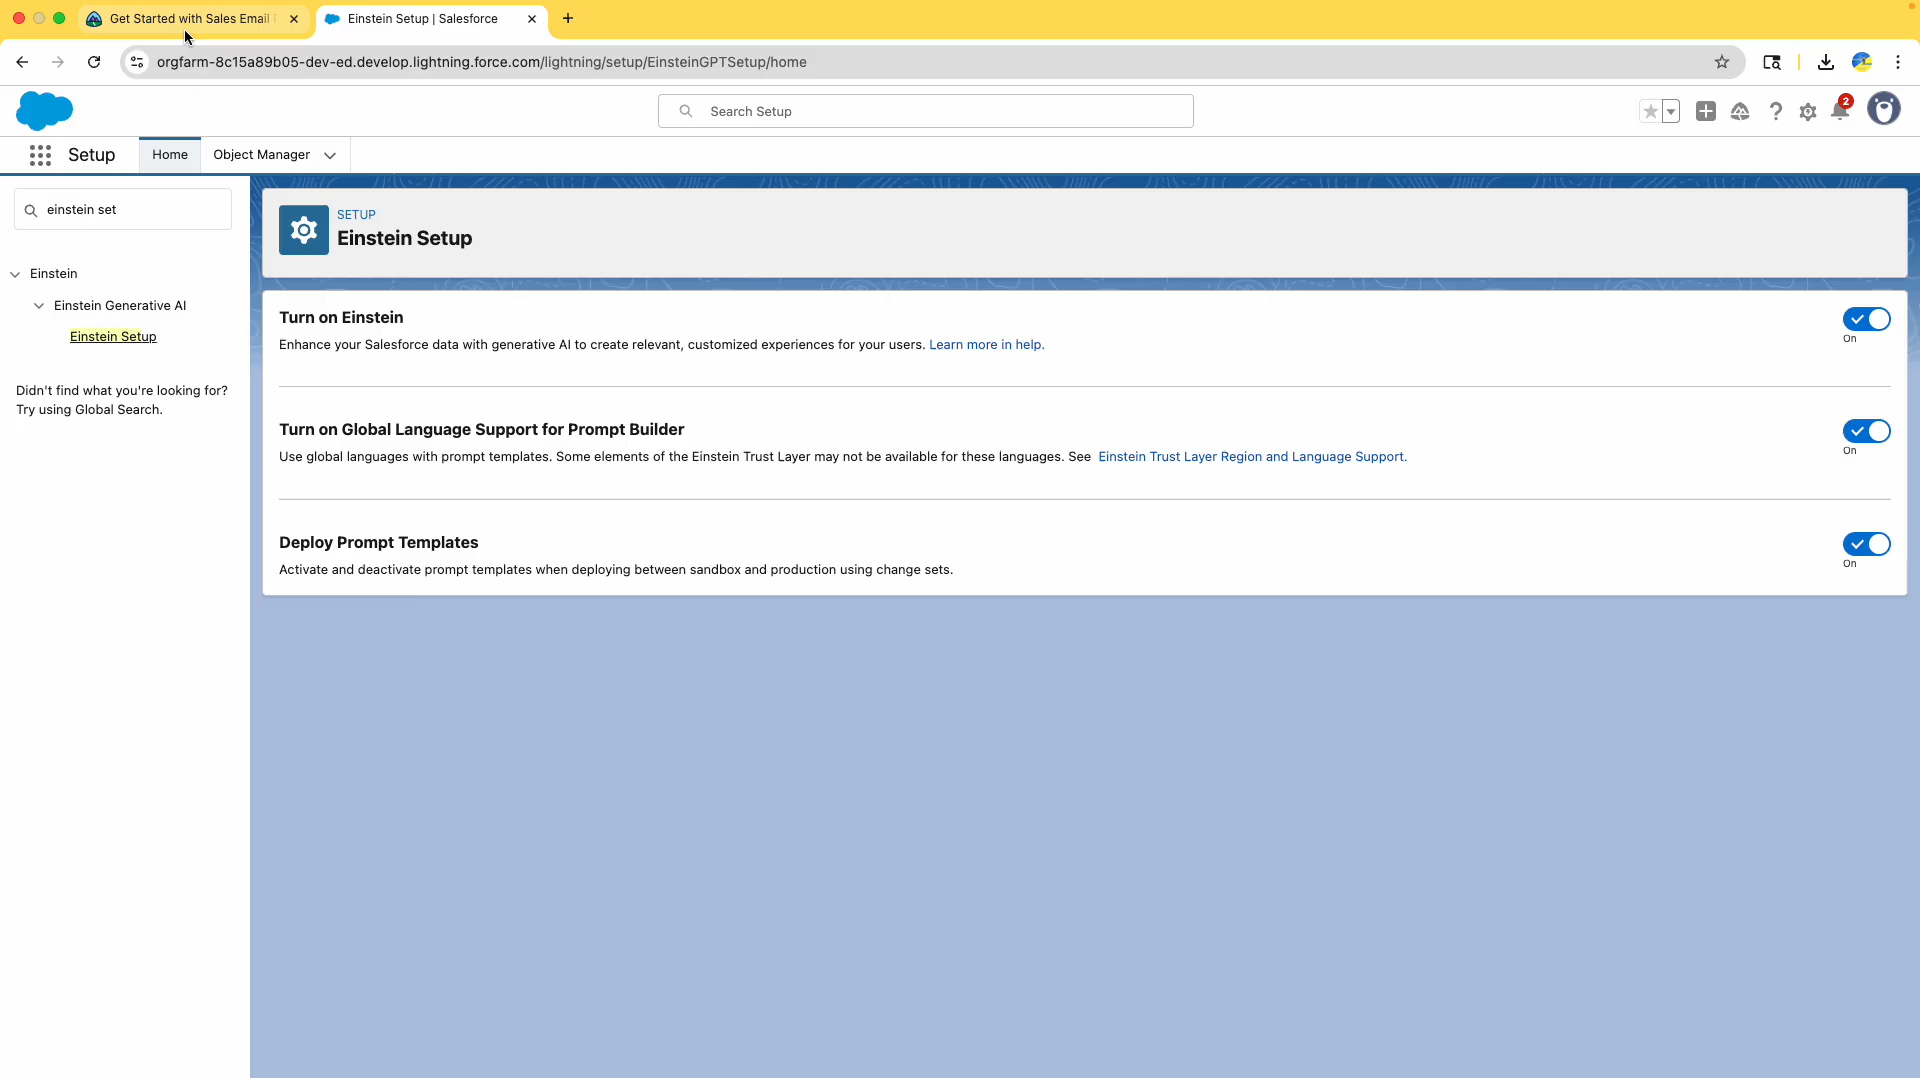 Get Started with Sales Email
Einstein Setup | Salesforce
orgfarm-8c15a89b05-dev-ed.develop.lightning.force.com/lightning/setup/EinsteinGPTSetup/home
Search Setup
2
Setup
Home
Object Manager
einstein set
Einstein
Einstein Generative AI
Einstein Setup
Didn't find what you're looking for?
Try using Global Search.
SETUP
Einstein Setup
Turn on Einstein
Enhance your Salesforce data with generative AI to create relevant, customized experiences for your users. Learn more in help.
On
Turn on Global Language Support for Prompt Builder
Use global languages with prompt templates. Some elements of the Einstein Trust Layer may not be available for these languages. See Einstein Trust Layer Region and Language Support.
On
Deploy Prompt Templates
Activate and deactivate prompt templates when deploying between sandbox and production using change sets.
On